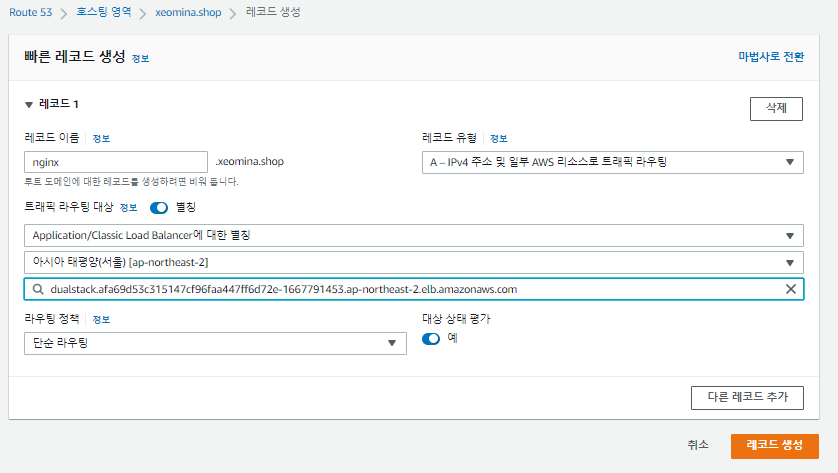 Route 53 > 호스팅 영역 > xeomina.shop > 레코드 생성
빠른 레코드 생성 정보
마법사로 전환
▼ 레코드 1
삭제
레코드 이름 정보
nginx .xeomina.shop
루트 도메인에 대한 레코드를 생성하려면 비워 둡니다.
레코드 유형 정보
A – IPv4 주소 및 일부 AWS 리소스로 트래픽 라우팅
트래픽 라우팅 대상 정보 별칭
Application/Classic Load Balancer에 대한 별칭
아시아 태평양(서울) [ap-northeast-2]
dualstack.afa69d53c315147cf96faa447ff6d72e-1667791453.ap-northeast-2.elb.amazonaws.com
라우팅 정책 정보
단순 라우팅
대상 상태 평가
예
다른 레코드 추가
취소
레코드 생성